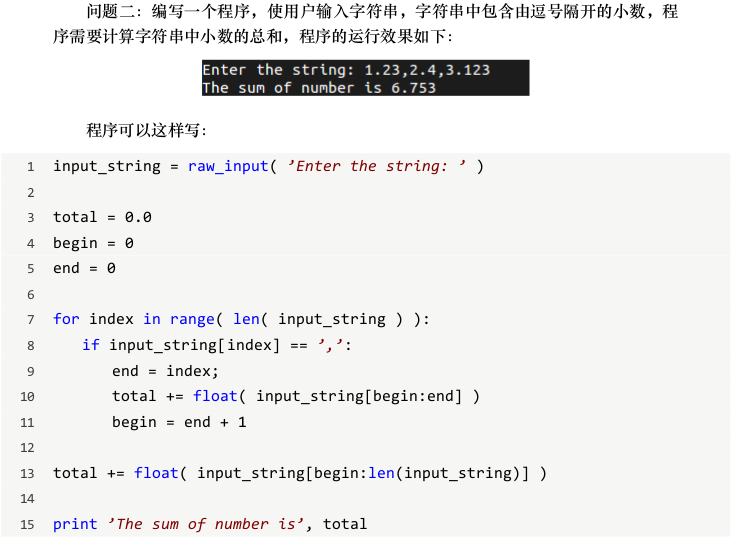 问题二：编写一个程序，使用户输入字符串，字符串中包含由逗号隔开的小数，程
序需要计算字符串中小数的总和，程序的运行效果如下：
Enter the string: 1.23,2.4,3.123
The sum of number is 6.753
程序可以这样写：
1 input_string = raw_input( ’Enter the string: ’ )
2
3 total = 0.0
4 begin = 0
5 end = 0
6
7 for index in range( len( input_string ) ):
8 if input_string[index] == ’,’:
9 end = index;
10 total += float( input_string[begin:end] )
11 begin = end + 1
12
13 total += float( input_string[begin:len(input_string)] )
14
15 print ’The sum of number is’, total